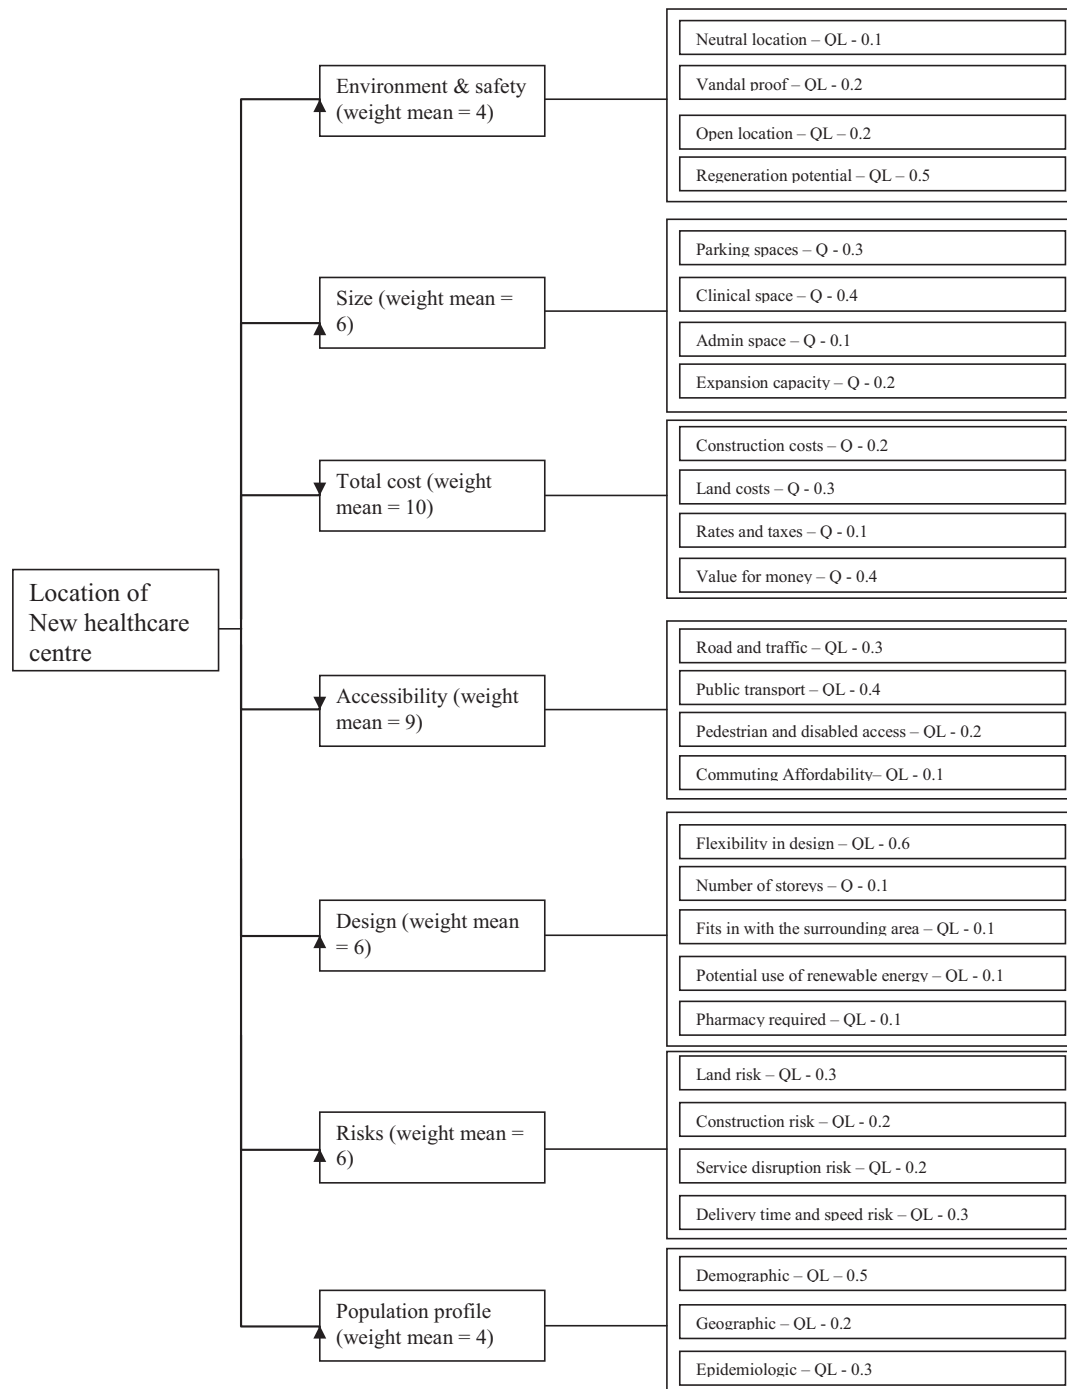 Location of
New healthcare
centre
Environment & safety
(weight mean = 4)
Neutral location – QL - 0.1
Vandal proof – QL - 0.2
Open location – QL – 0.2
Regeneration potential – QL – 0.5
Size (weight mean =
6)
Parking spaces – Q - 0.3
Clinical space – Q - 0.4
Admin space – Q - 0.1
Expansion capacity – Q - 0.2
Total cost (weight
mean = 10)
Construction costs – Q - 0.2
Land costs – Q - 0.3
Rates and taxes – Q - 0.1
Value for money – Q - 0.4
Accessibility (weight
mean = 9)
Road and traffic – QL - 0.3
Public transport – QL - 0.4
Pedestrian and disabled access – QL - 0.2
Commuting Affordability– QL - 0.1
Design (weight mean
= 6)
Flexibility in design – QL - 0.6
Number of storeys – Q - 0.1
Fits in with the surrounding area – QL - 0.1
Potential use of renewable energy – QL - 0.1
Pharmacy required – QL - 0.1
Risks (weight mean =
6)
Land risk – QL - 0.3
Construction risk – QL - 0.2
Service disruption risk – QL - 0.2
Delivery time and speed risk – QL - 0.3
Population profile
(weight mean = 4)
Demographic – QL – 0.5
Geographic – QL - 0.2
Epidemiologic – QL - 0.3